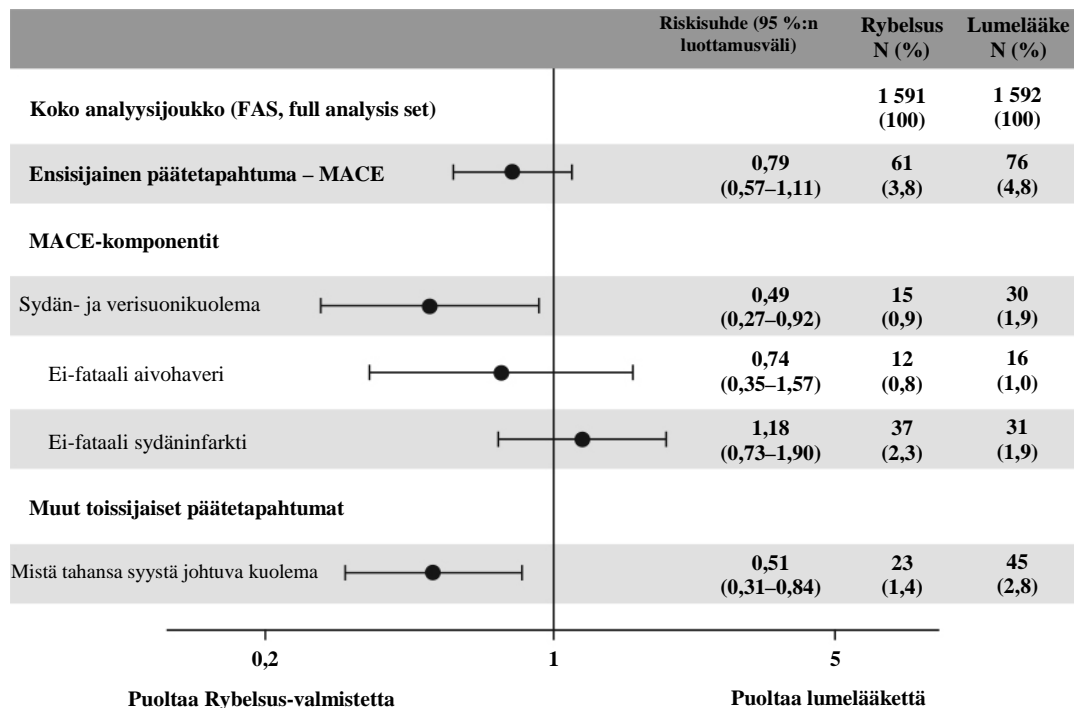 Riskisuhde (95 %:n Rybelsus Lumelääke
luottamusväli) N (%) N (%)
1 591 1 592
Koko analyysijoukko (FAS, full analysis set)
(100) (100)
0,79 61 76
Ensisijainen päätetapahtuma – MACE
(0,57–1,11) (3,8) (4,8)
MACE-komponentit
0,49 15 30
Sydän- ja verisuonikuolema
(0,27–0,92) (0,9) (1,9)
0,74 12 16
Ei-fataali aivohaveri
(0,35–1,57) (0,8) (1,0)
1,18 37 31
Ei-fataali sydäninfarkti
(0,73–1,90) (2,3) (1,9)
Muut toissijaiset päätetapahtumat
0,51 23 45
Mistä tahansa syystä johtuva kuolema
(0,31–0,84) (1,4) (2,8)
0,2 1 5
Puoltaa Rybelsus-valmistetta Puoltaa lumelääkettä